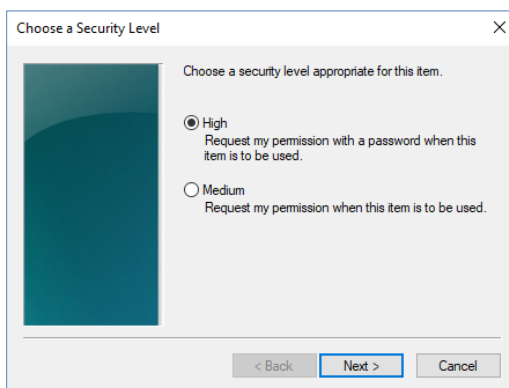 Choose a Security Level
Choose a security level appropriate for this item.
High
Request my permission with a password when this
item is to be used.
Medium
Request my permission when this item is to be used.
< Back
Next >
Cancel